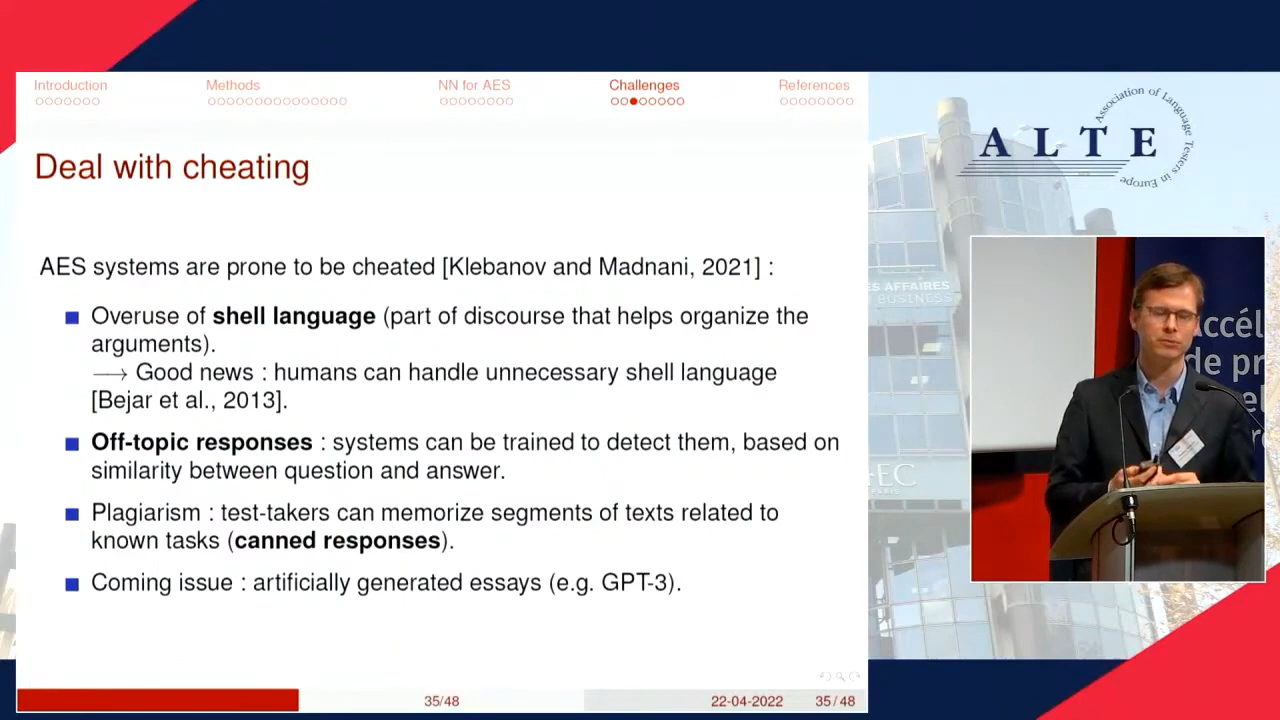 Introduction
Methods
NN for AES
Challenges
References
Deal with cheating
AES systems are prone to be cheated [Klebanov and Madnani, 2021] :
Overuse of shell language (part of discourse that helps organize the
arguments).
⟶ Good news : humans can handle unnecessary shell language
[Bejar et al., 2013].
Off-topic responses : systems can be trained to detect them, based on
similarity between question and answer.
Plagiarism : test-takers can memorize segments of texts related to
known tasks (canned responses).
Coming issue : artificially generated essays (e.g. GPT-3).
35/48
22-04-2022
35 / 48
ALTE
Association of Language Testers in Europe
ES AFFAIRES
BUSINESS
EC
ccél
de pr
el